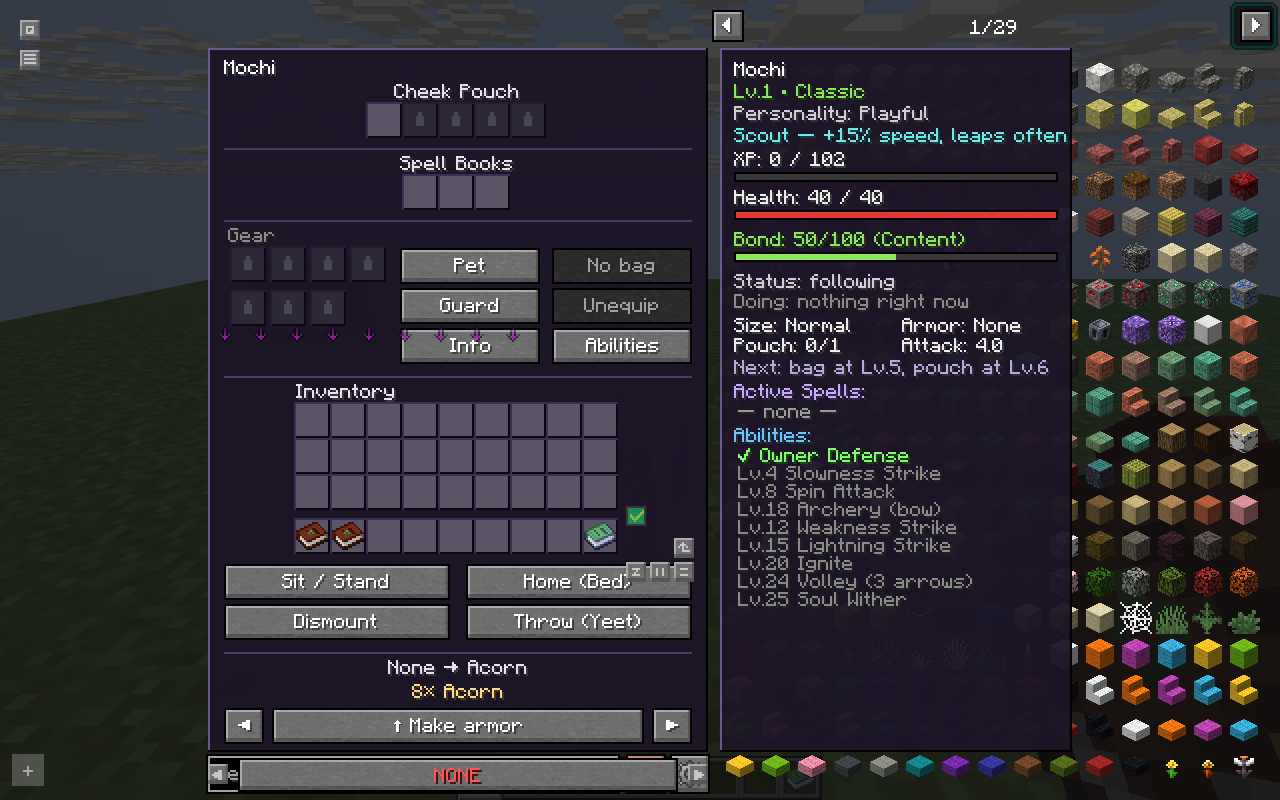 1/29
Mochi
Cheek Pouch
Spell Books
Gear
Pet
No bag
Guard
Unequip
Info
Abilities
Inventory
Sit / Stand
Home (Bed)
Dismount
Throw (Yeet)
None → Acorn
8× Acorn
↑ Make armor
NONE
Mochi
Lv.1 • Classic
Personality: Playful
Scout — +15% speed, leaps often
XP: 0 / 102
Health: 40 / 40
Bond: 50/100 (Content)
Status: following
Doing: nothing right now
Size: Normal Armor: None
Pouch: 0/1 Attack: 4.0
Next: bag at Lv.5, pouch at Lv.6
Active Spells:
— none —
Abilities:
✓ Owner Defense
Lv.4 Slowness Strike
Lv.8 Spin Attack
Lv.18 Archery (bow)
Lv.12 Weakness Strike
Lv.15 Lightning Strike
Lv.20 Ignite
Lv.24 Volley (3 arrows)
Lv.25 Soul Wither